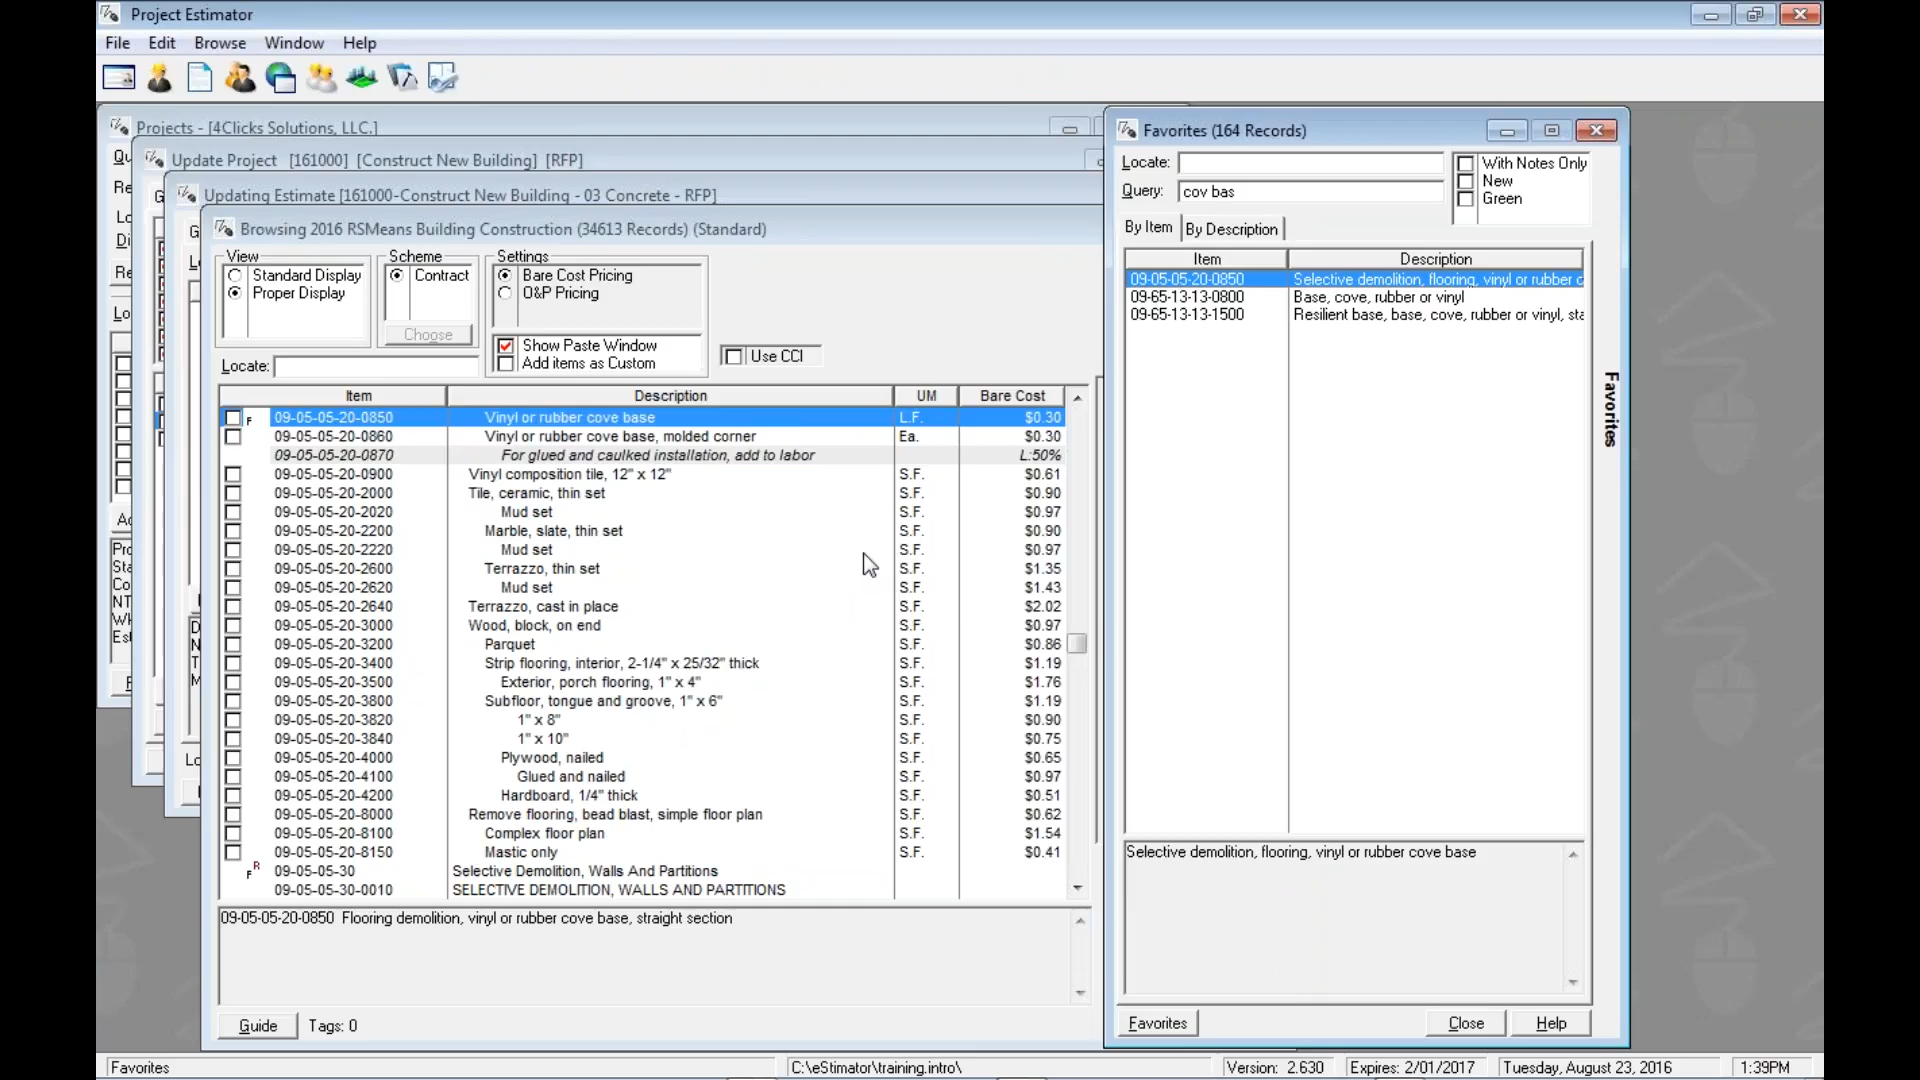 Project Estimator
File Edit Browse Window Help
Projects - [4Clicks Solutions, LLC.]
Update Project [161000] [Construct New Building] [RFP]
Updating Estimate [161000-Construct New Building - 03 Concrete - RFP]
Browsing 2016 RSMeans Building Construction (34613 Records) (Standard)
View
Standard Display
Proper Display
Scheme
Contract
Choose
Settings
Bare Cost Pricing
O&P Pricing
Show Paste Window
Add items as Custom
Use CCI
Locate:
Item Description UM Bare Cost
F 09-05-05-20-0850 Vinyl or rubber cove base L.F. $0.30
09-05-05-20-0860 Vinyl or rubber cove base, molded corner Ea. $0.30
09-05-05-20-0870 For glued and caulked installation, add to labor L:50%
09-05-05-20-0900 Vinyl composition tile, 12" x 12" S.F. $0.61
09-05-05-20-2000 Tile, ceramic, thin set S.F. $0.90
09-05-05-20-2020 Mud set S.F. $0.97
09-05-05-20-2200 Marble, slate, thin set S.F. $0.90
09-05-05-20-2220 Mud set S.F. $0.97
09-05-05-20-2600 Terrazzo, thin set S.F. $1.35
09-05-05-20-2620 Mud set S.F. $1.43
09-05-05-20-2640 Terrazzo, cast in place S.F. $2.02
09-05-05-20-3000 Wood, block, on end S.F. $0.97
09-05-05-20-3200 Parquet S.F. $0.86
09-05-05-20-3400 Strip flooring, interior, 2-1/4" x 25/32" thick S.F. $1.19
09-05-05-20-3500 Exterior, porch flooring, 1" x 4" S.F. $1.76
09-05-05-20-3800 Subfloor, tongue and groove, 1" x 6" S.F. $1.19
09-05-05-20-3820 1" x 8" S.F. $0.90
09-05-05-20-3840 1" x 10" S.F. $0.75
09-05-05-20-4000 Plywood, nailed S.F. $0.65
09-05-05-20-4100 Glued and nailed S.F. $0.97
09-05-05-20-4200 Hardboard, 1/4" thick S.F. $0.51
09-05-05-20-8000 Remove flooring, bead blast, simple floor plan S.F. $0.62
09-05-05-20-8100 Complex floor plan S.F. $1.54
09-05-05-20-8150 Mastic only S.F. $0.41
F R 09-05-05-30 Selective Demolition, Walls And Partitions
09-05-05-30-0010 SELECTIVE DEMOLITION, WALLS AND PARTITIONS
09-05-05-20-0850 Flooring demolition, vinyl or rubber cove base, straight section
Guide Tags: 0
Favorites (164 Records)
Locate:
Query: cov bas
With Notes Only
New
Green
By Item By Description
Item Description
09-05-05-20-0850 Selective demolition, flooring, vinyl or rubber c
09-65-13-13-0800 Base, cove, rubber or vinyl
09-65-13-13-1500 Resilient base, base, cove, rubber or vinyl, sta
Favorites
Selective demolition, flooring, vinyl or rubber cove base
Favorites Close Help
Favorites C:\eStimator\training.intro\ Version: 2.630 Expires: 2/01/2017 Tuesday, August 23, 2016 1:39PM